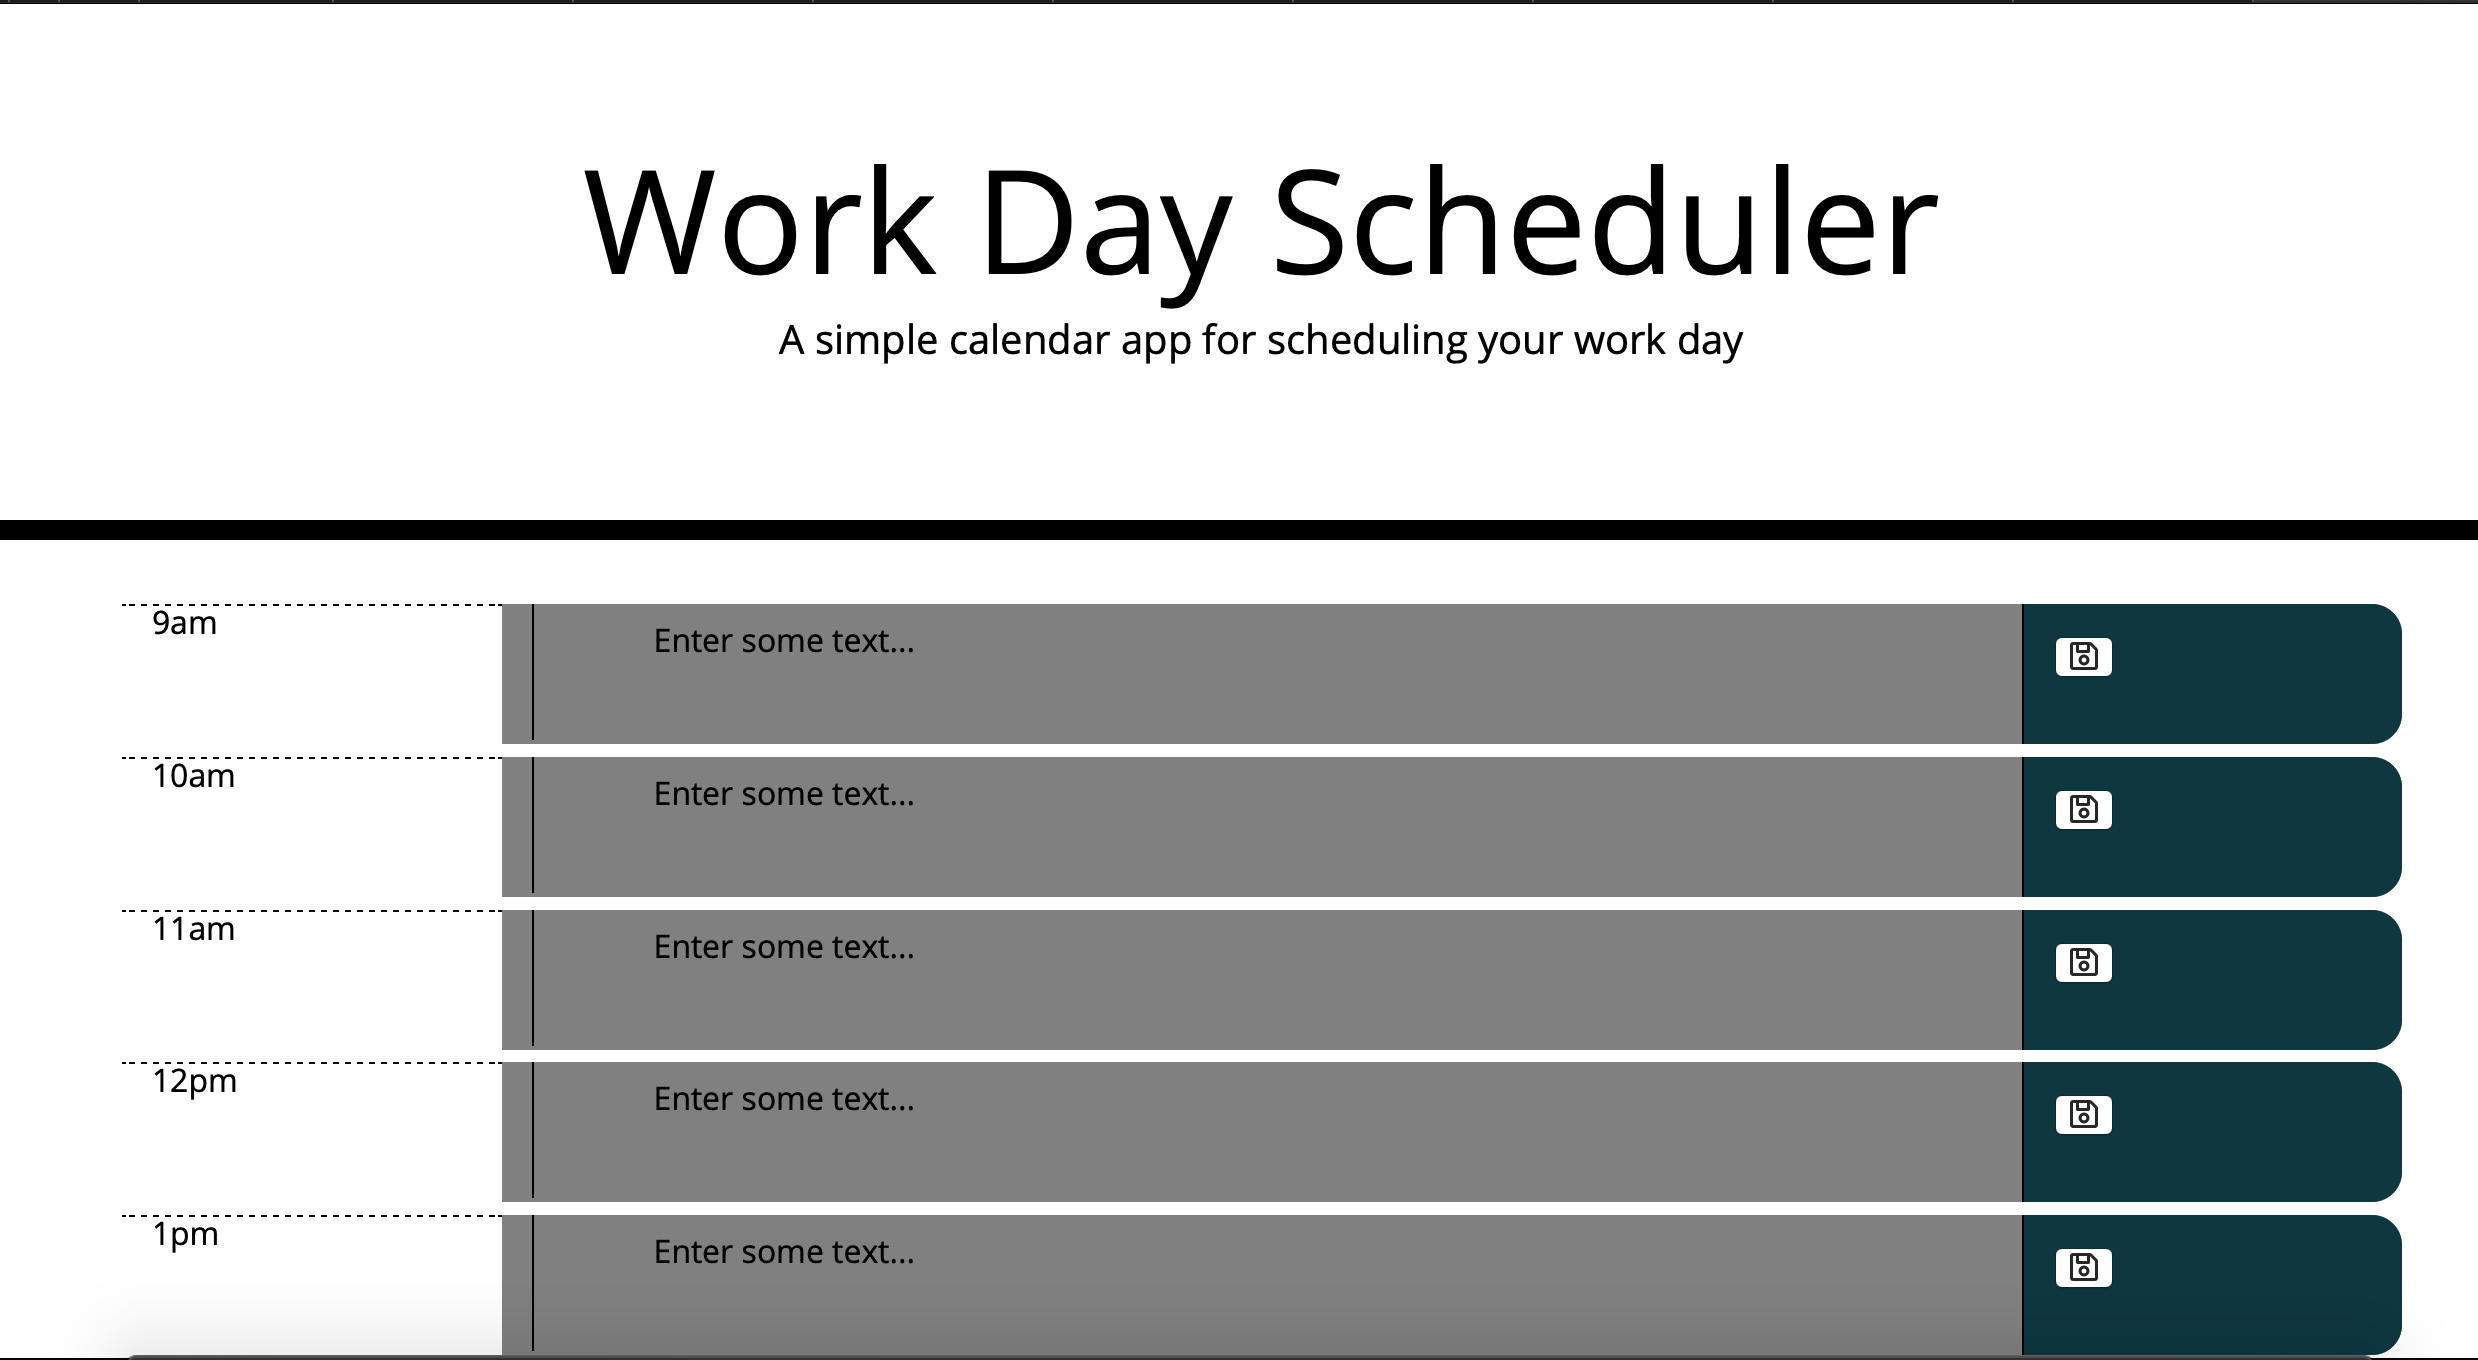 Work Day Scheduler
A simple calendar app for scheduling your work day
9am
Enter some text...
10am
Enter some text...
11am
Enter some text...
12pm
Enter some text...
1pm
Enter some text...